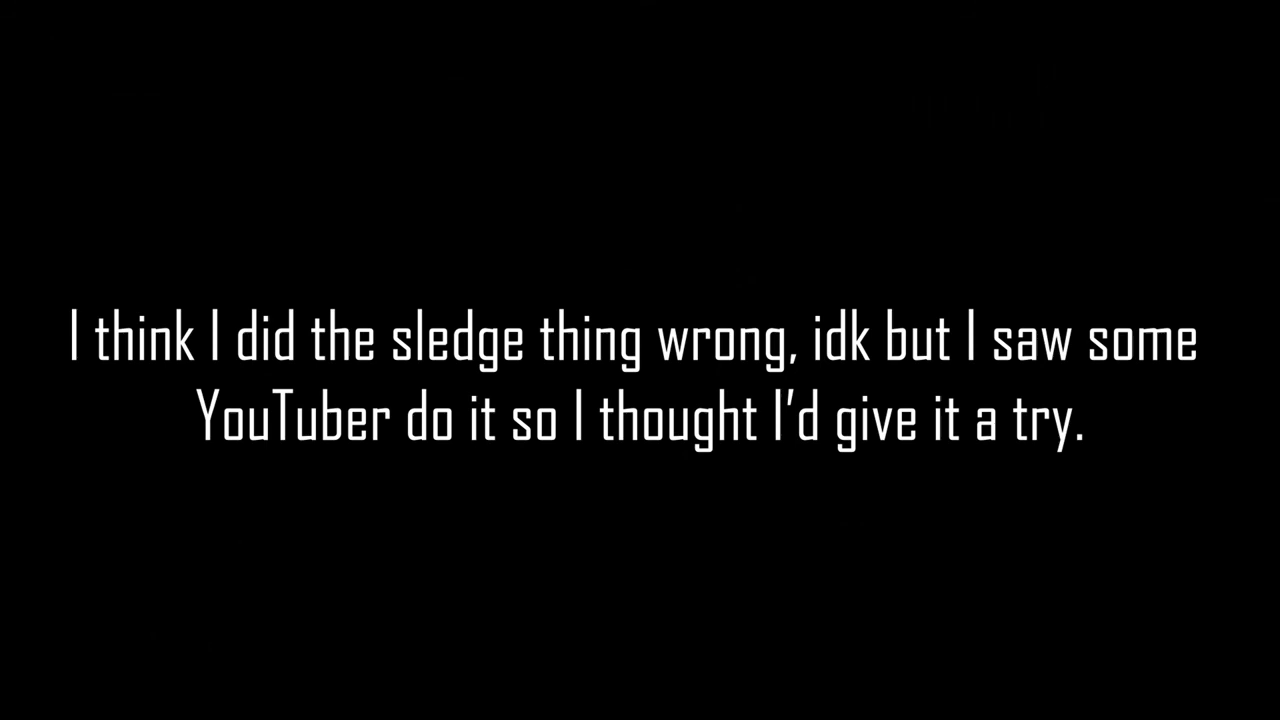 I think I did the sledge thing wrong, idk but I saw some
YouTuber do it so I thought I’d give it a try.